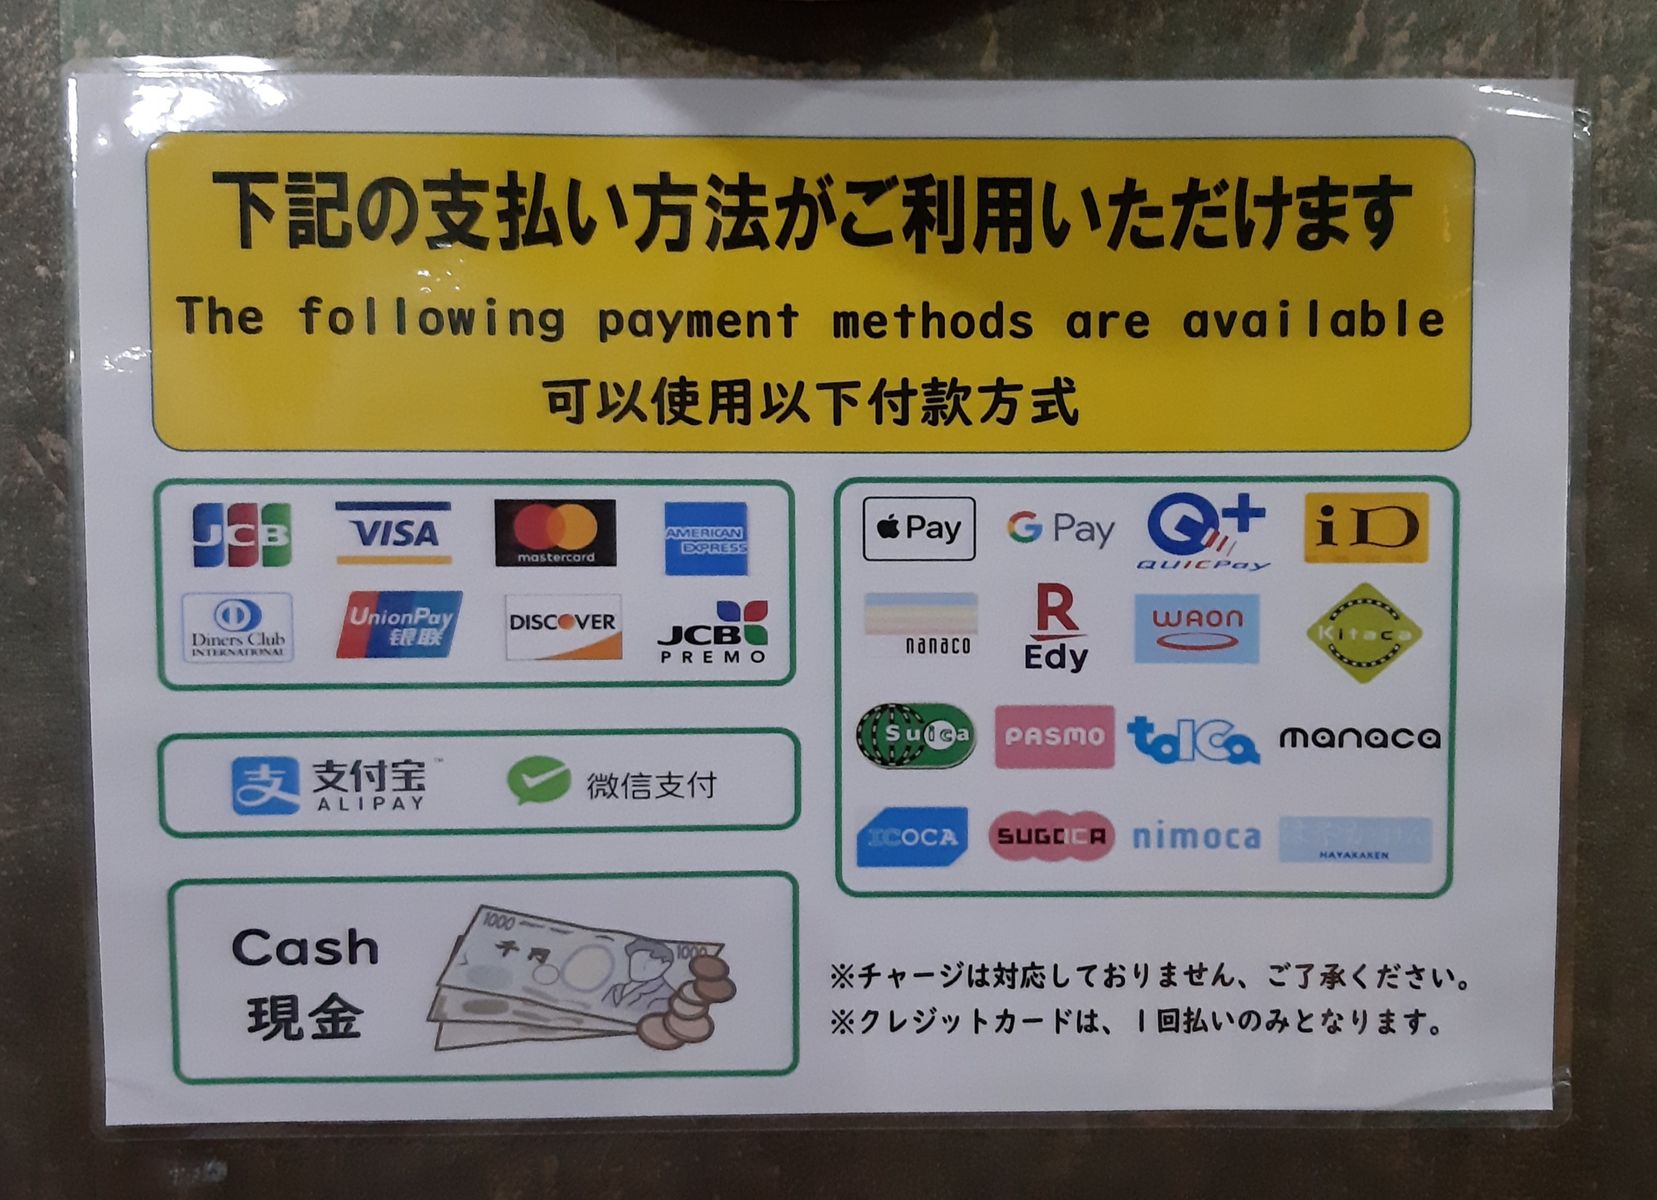 下記の支払い方法がご利用いただけます
The following payment methods are available
可以使用以下付款方式
JCB
VISA
mastercard
AMERICAN
EXPRESS
Diners Club
INTERNATIONAL
UnionPay
银联
DISCOVER
JCB
PREMO
支付宝™
ALIPAY
微信支付
Cash
現金
1000
千円
1000
Pay
G Pay
Q+
QUICPay
iD
nanaco
R
Edy
WAON
Kitaca
Suica
PASMO
toICa
manaca
ICOCA
SUGOCA
nimoca
HAYAKAKEN
※チャージは対応しておりません、ご了承ください。
※クレジットカードは、1回払いのみとなります。